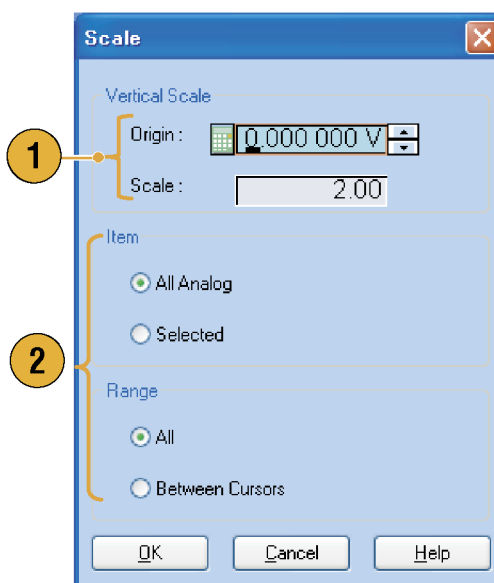 Scale
Vertical Scale
1
Origin : 0.000 000 V
Scale : 2.00
Item
All Analog
Selected
2
Range
All
Between Cursors
OK Cancel Help